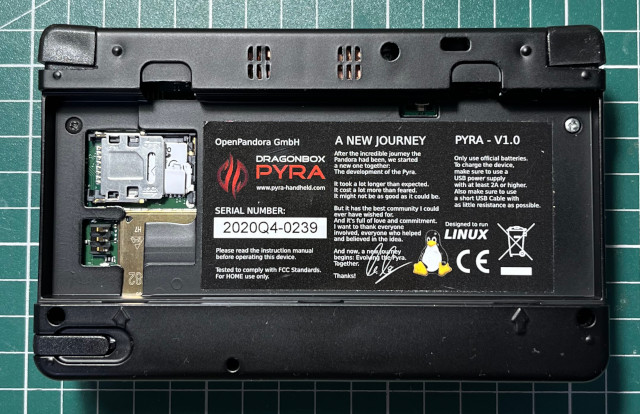 OpenPandora GmbH
DRAGONBOX
PYRA
www.pyra-handheld.com
SERIAL NUMBER:
2020Q4-0239
Please read the instruction manual
before operating this device.
Tested to comply with FCC Standards.
For HOME use only.
A NEW JOURNEY
After the incredible journey the
Pandora had been, we started
a new one together:
The development of the Pyra.
It took a lot longer than expected.
It cost a lot more than feared.
It might not be as good as it could be.
But it has the best community I could
ever have wished for.
And it's full of love and commitment.
I want to thank everyone
involved, everyone who helped
and believed in the idea.
And now, a new journey
begins: Evolving the Pyra.
Together.
Thanks!
PYRA - V1.0
Only use official batteries.
To charge the device,
make sure to use a
USB power supply
with at least 2A or higher.
Also make sure to use
a short USB Cable with
as little resistance as possible.
Designed to run
LINUX
CE